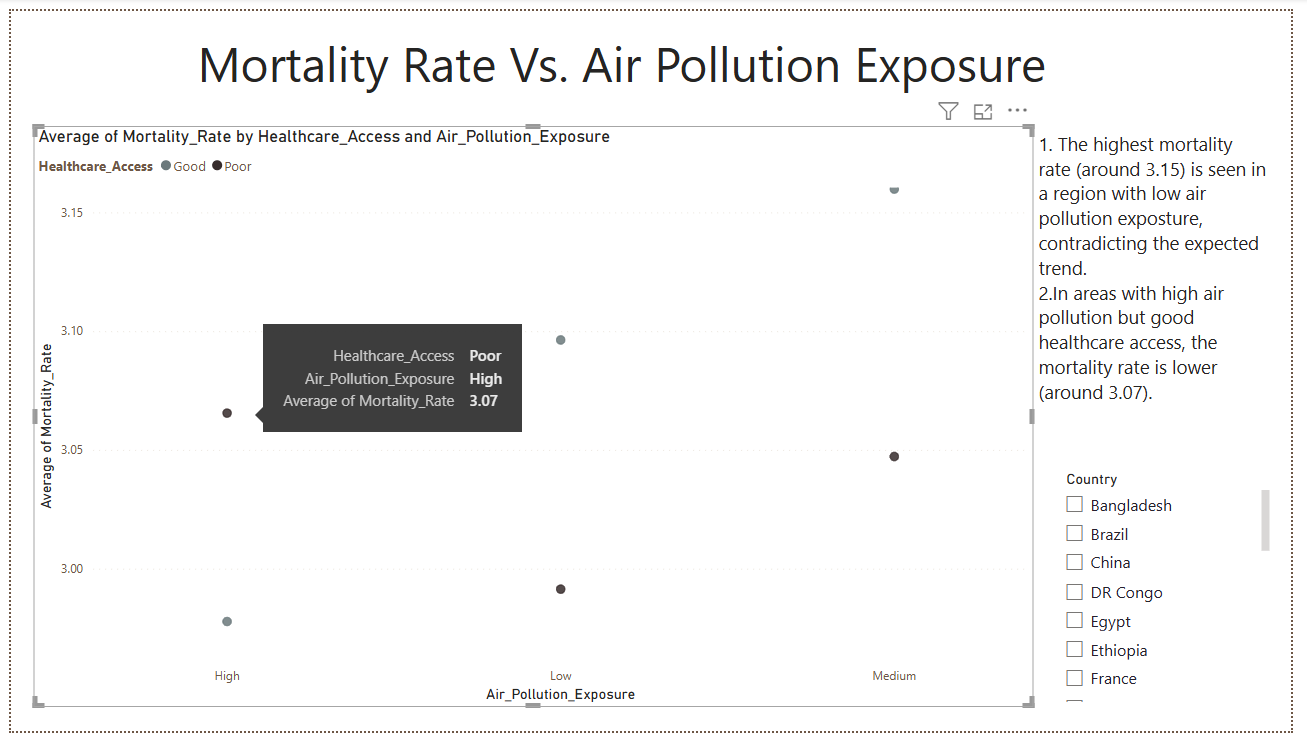 Mortality Rate Vs. Air Pollution Exposure
Average of Mortality_Rate by Healthcare_Access and Air_Pollution_Exposure
Healthcare_Access Good Poor
3.15
3.10
3.05
3.00
Average of Mortality_Rate
Healthcare_Access Poor
Air_Pollution_Exposure High
Average of Mortality_Rate 3.07
High Low Medium
Air_Pollution_Exposure
1. The highest mortality
rate (around 3.15) is seen in
a region with low air
pollution exposture,
contradicting the expected
trend.
2.In areas with high air
pollution but good
healthcare access, the
mortality rate is lower
(around 3.07).
Country
Bangladesh
Brazil
China
DR Congo
Egypt
Ethiopia
France